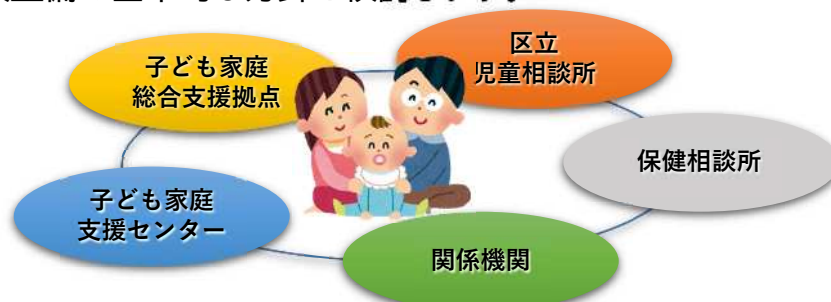 子ども家庭
総合支援拠点
区立
児童相談所
保健相談所
子ども家庭
支援センター
関係機関